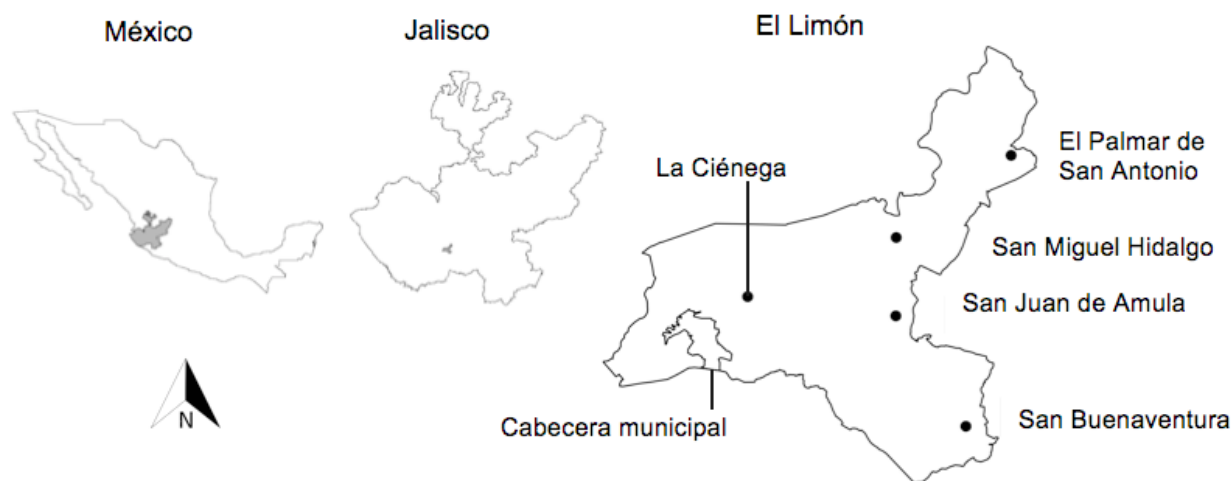 México
Jalisco
El Limón
La Ciénega
El Palmar de
San Antonio
San Miguel Hidalgo
San Juan de Amula
N
Cabecera municipal
San Buenaventura